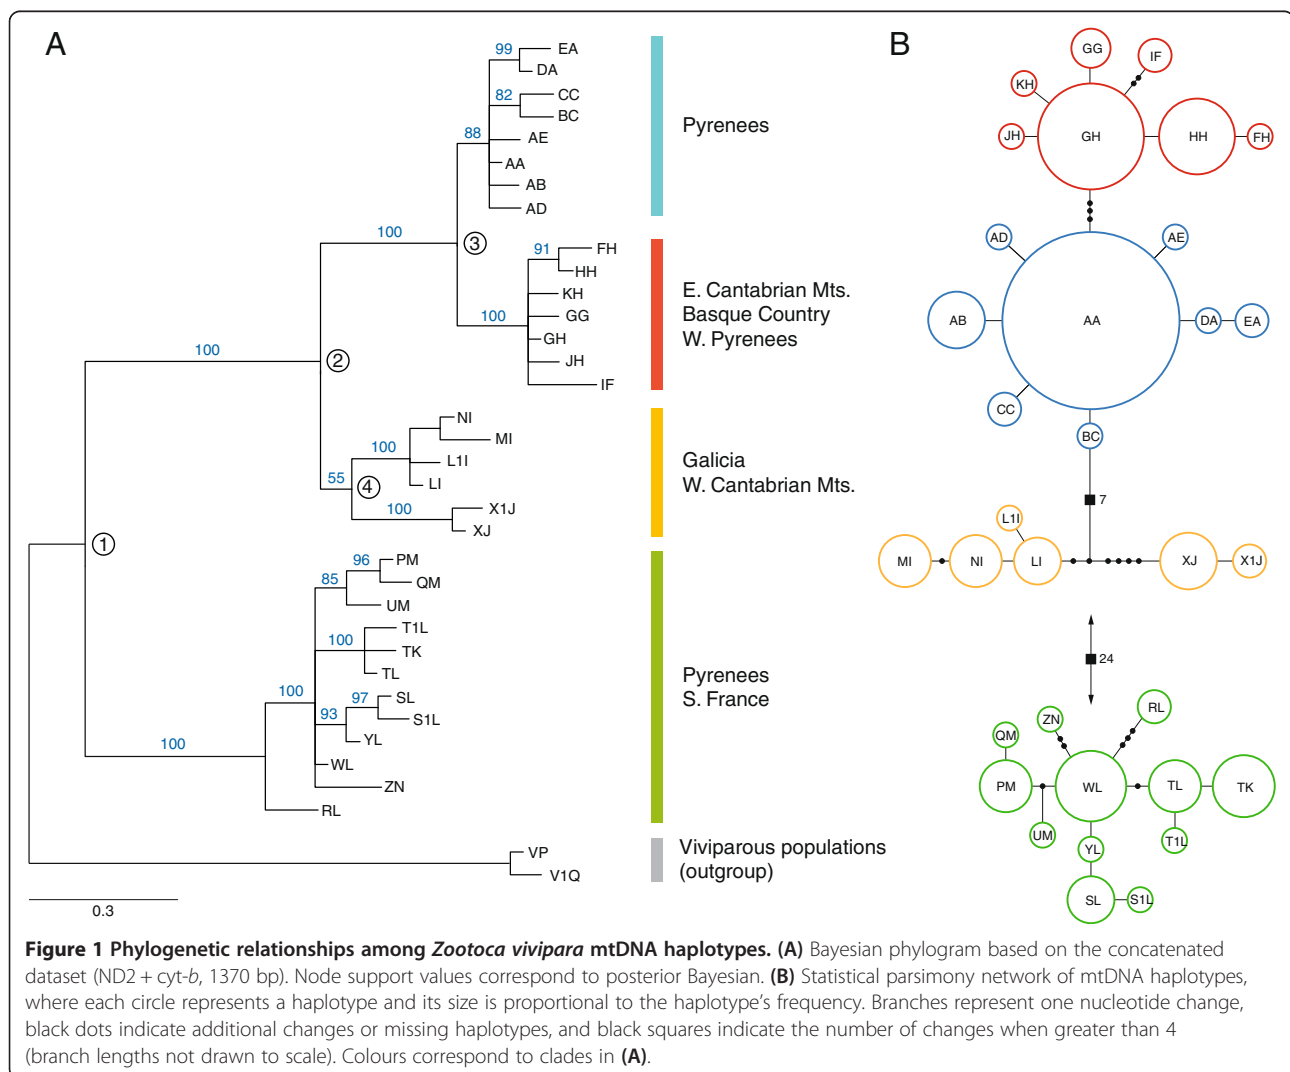 A
99
EA
DA
82
CC
BC
88
AE
AA
AB
AD
100
3
91
FH
HH
KH
100
GG
GH
JH
IF
100
2
NI
100
MI
L1I
LI
55
4
100
X1J
XJ
1
96
PM
85
QM
UM
T1L
100
TK
TL
100
97
SL
93
S1L
YL
100
WL
ZN
RL
VP
V1Q
0.3
Pyrenees
E. Cantabrian Mts.
Basque Country
W. Pyrenees
Galicia
W. Cantabrian Mts.
Pyrenees
S. France
Viviparous populations
(outgroup)
B
GG
IF
KH
JH
GH
HH
FH
AD
AE
AB
AA
DA
EA
CC
BC
7
L1I
MI
NI
LI
XJ
X1J
24
ZN
RL
QM
PM
WL
TL
TK
UM
YL
T1L
SL
S1L
Figure 1 Phylogenetic relationships among Zootoca vivipara mtDNA haplotypes. (A) Bayesian phylogram based on the concatenated
dataset (ND2 + cyt-b, 1370 bp). Node support values correspond to posterior Bayesian. (B) Statistical parsimony network of mtDNA haplotypes,
where each circle represents a haplotype and its size is proportional to the haplotype's frequency. Branches represent one nucleotide change,
black dots indicate additional changes or missing haplotypes, and black squares indicate the number of changes when greater than 4
(branch lengths not drawn to scale). Colours correspond to clades in (A).